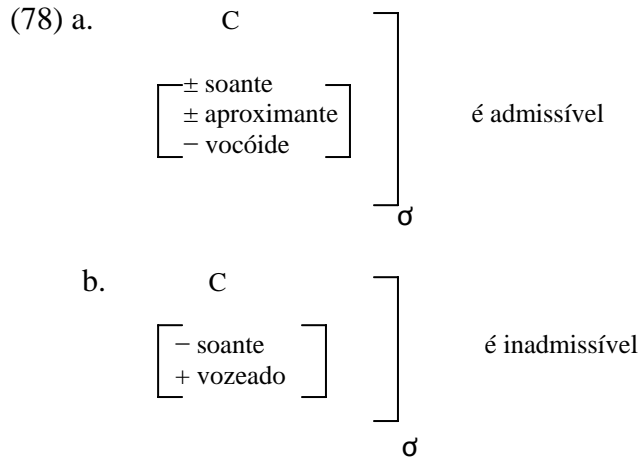 (78) a. C
± soante
± aproximante é admissível
− vocóide
σ
b. C
− soante é inadmissível
+ vozeado
σ